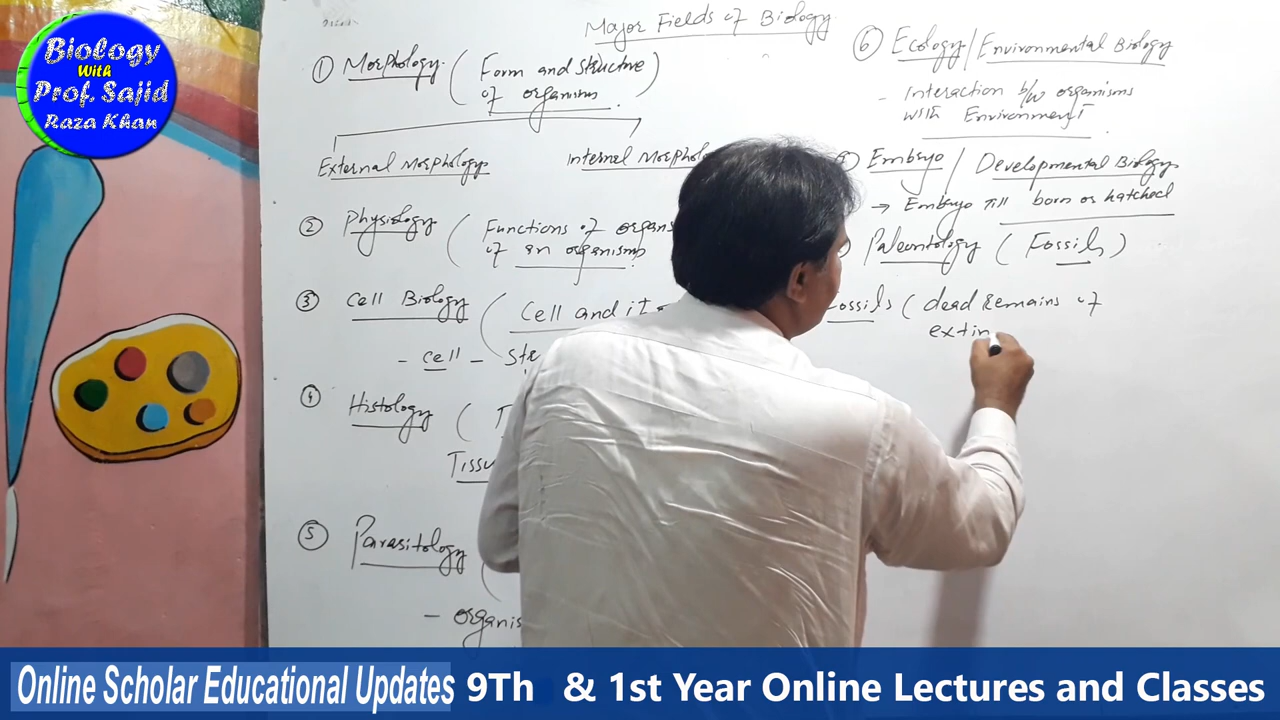 Biology
With
Prof. Sajid
Raza Khan
Major Fields of Biology
① Morphology (Form and Structure
of organism)
External Morphology
Internel Morpholo
② Physiology (Functions of organs
of an organisms
③ Cell Biology (Cell and it
- Cell - Str
④ Histology (T
Tissu
⑤ Parasitology (
- organis
⑥ Ecology / Environmental Biology
- Interaction b/w organisms
with Environment
Embryo / Developmental Biology
→ Embryo till born or hatched
Paleontology (Fossils)
Fossils (dead Remains of
extin
Online Scholar Educational Updates 9Th & 1st Year Online Lectures and Classes